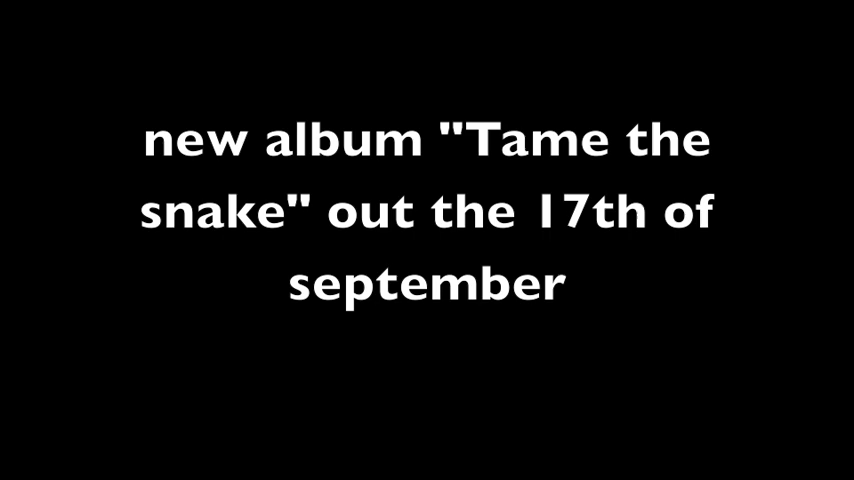 new album "Tame the
snake" out the 17th of
september